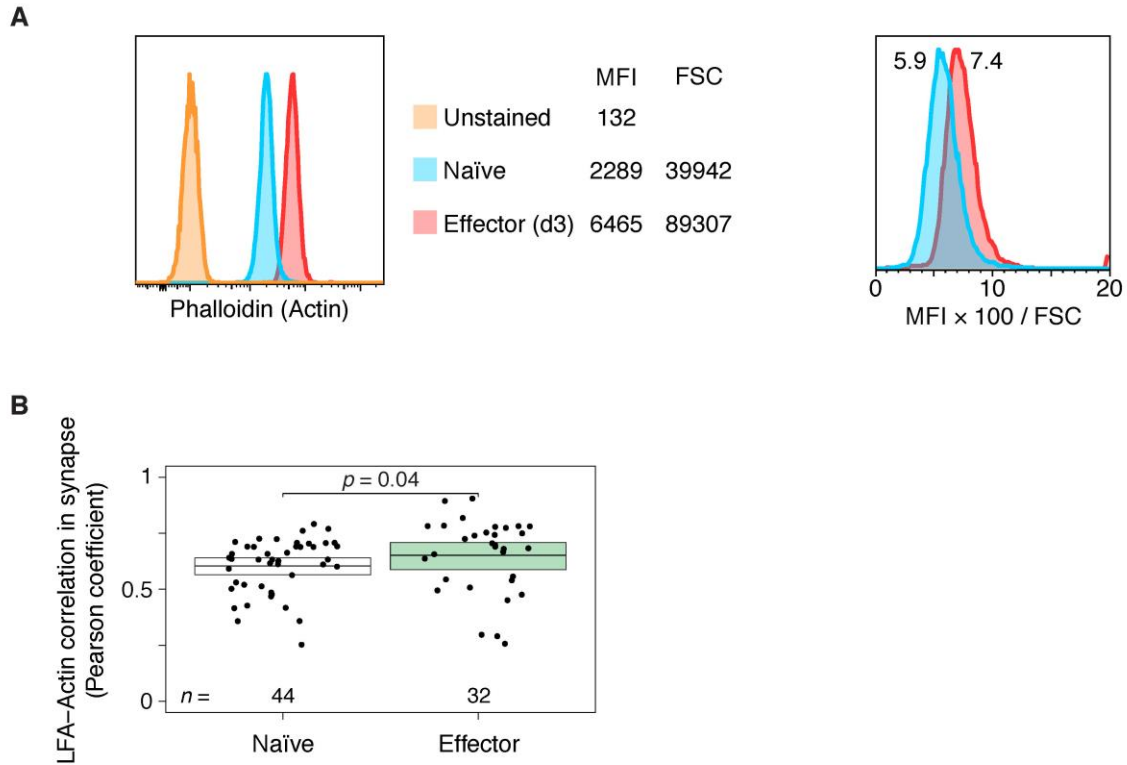 A
MFI FSC
Unstained 132
Naïve 2289 39942
Effector (d3) 6465 89307
Phalloidin (Actin)
5.9 7.4
0 10 20
MFI × 100 / FSC
B
LFA–Actin correlation in synapse
(Pearson coefficient)
1
0.5
0
p = 0.04
n = 44 32
Naïve Effector